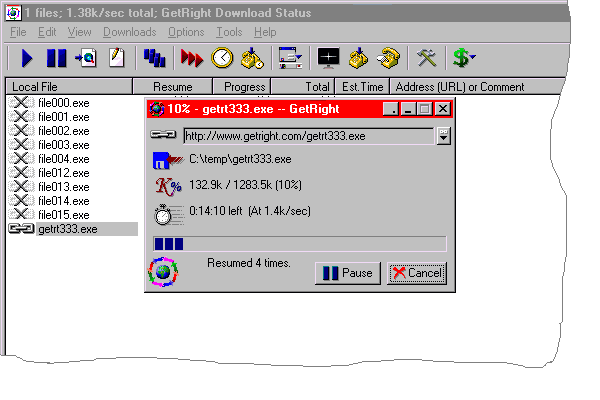 1 files; 1.38k/sec total; GetRight Download Status
File Edit View Downloads Options Tools Help
Local File Resume Progress Total Est.Time Address (URL) or Comment
file000.exe
file001.exe
file002.exe
file003.exe
file004.exe
file012.exe
file013.exe
file014.exe
file015.exe
getrt333.exe
10% - getrt333.exe -- GetRight
http://www.getright.com/getrt333.exe
C:\temp\getrt333.exe
K% 132.9k / 1283.5k (10%)
0:14:10 left (At 1.4k/sec)
Resumed 4 times.
Pause Cancel